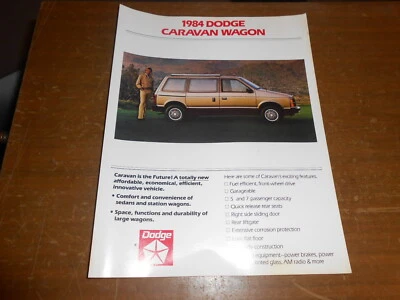 1984 DODGE
CARAVAN WAGON
Caravan is the Future! A totally new
affordable, economical, efficient,
innovative vehicle.
• Comfort and convenience of
sedans and station wagons.
• Space, functions and durability of
large wagons.
Dodge
Here are some of Caravan's exciting features.
☐ Fuel efficient, front-wheel drive
☐ Garageable
☐ 5 and 7 passenger capacity
☐ Quick release rear seats
☐ Right side sliding door
☐ Rear liftgate
☐ Extensive corrosion protection
flat floor
construction
equipment-power brakes, power
glass, AM radio & more